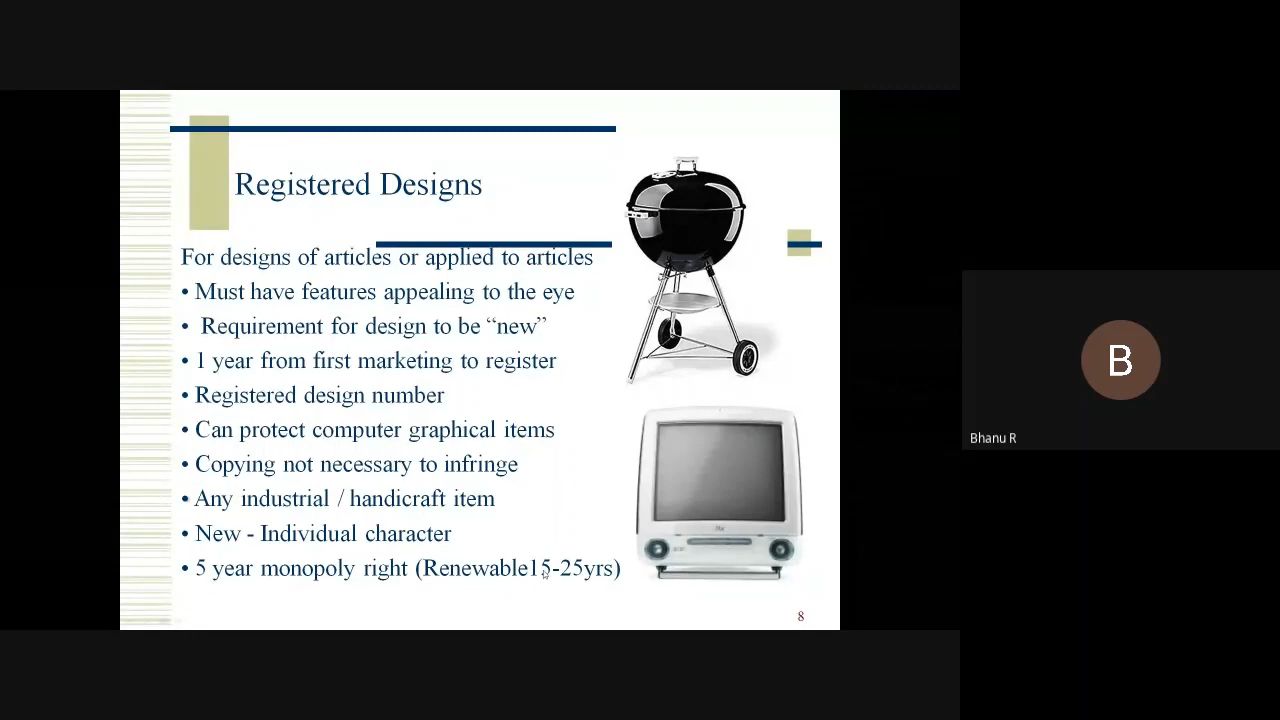 Registered Designs
For designs of articles or applied to articles
• Must have features appealing to the eye
• Requirement for design to be “new”
• 1 year from first marketing to register
• Registered design number
• Can protect computer graphical items
• Copying not necessary to infringe
• Any industrial / handicraft item
• New - Individual character
• 5 year monopoly right (Renewable15-25yrs)
8
B
Bhanu R